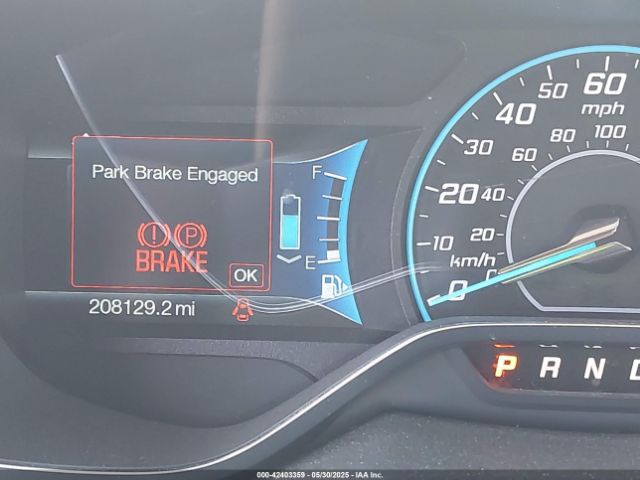 Park Brake Engaged
(!) (P)
BRAKE
OK
208129.2 mi
F
E
0
10
20
30
40
50
60
mph
20
40
60
80
100
km/h
P R N
000-42403359 - 05/30/2025 - IAA Inc.